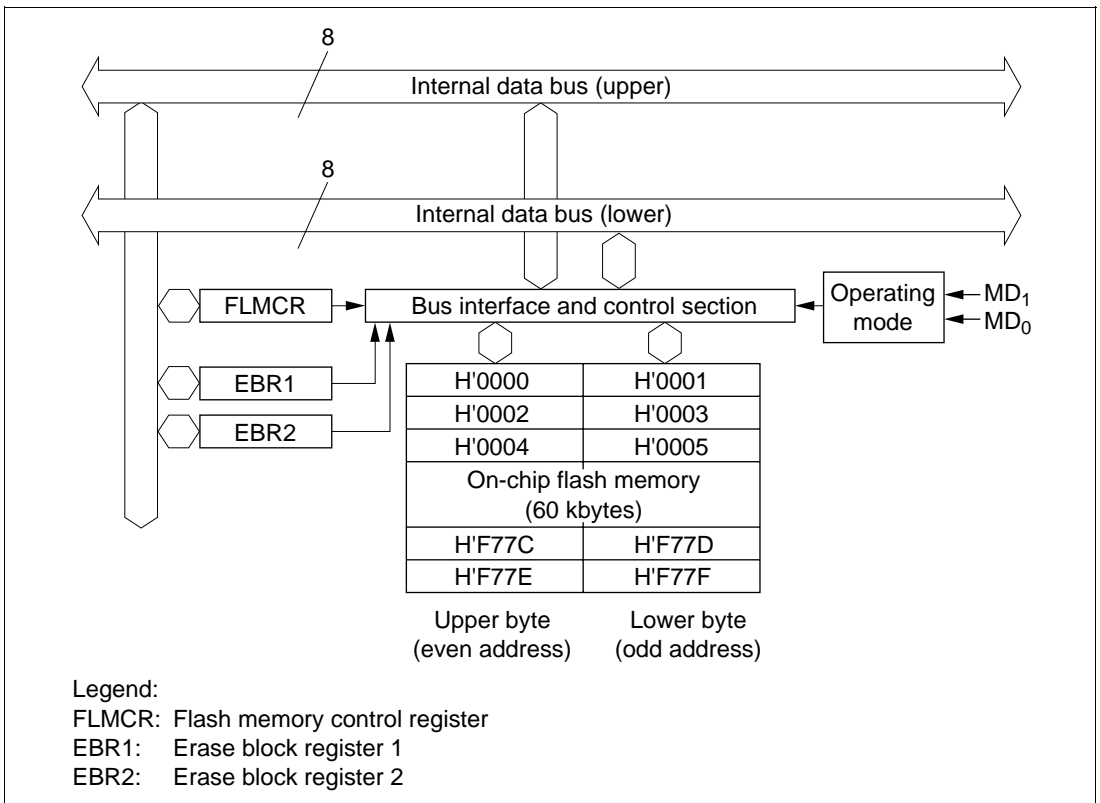 8
Internal data bus (upper)
8
Internal data bus (lower)
FLMCR
Bus interface and control section
Operating
mode
MD1
MD0
EBR1
EBR2
H'0000 H'0001
H'0002 H'0003
H'0004 H'0005
On-chip flash memory
(60 kbytes)
H'F77C H'F77D
H'F77E H'F77F
Upper byte
(even address)
Lower byte
(odd address)
Legend:
FLMCR: Flash memory control register
EBR1: Erase block register 1
EBR2: Erase block register 2